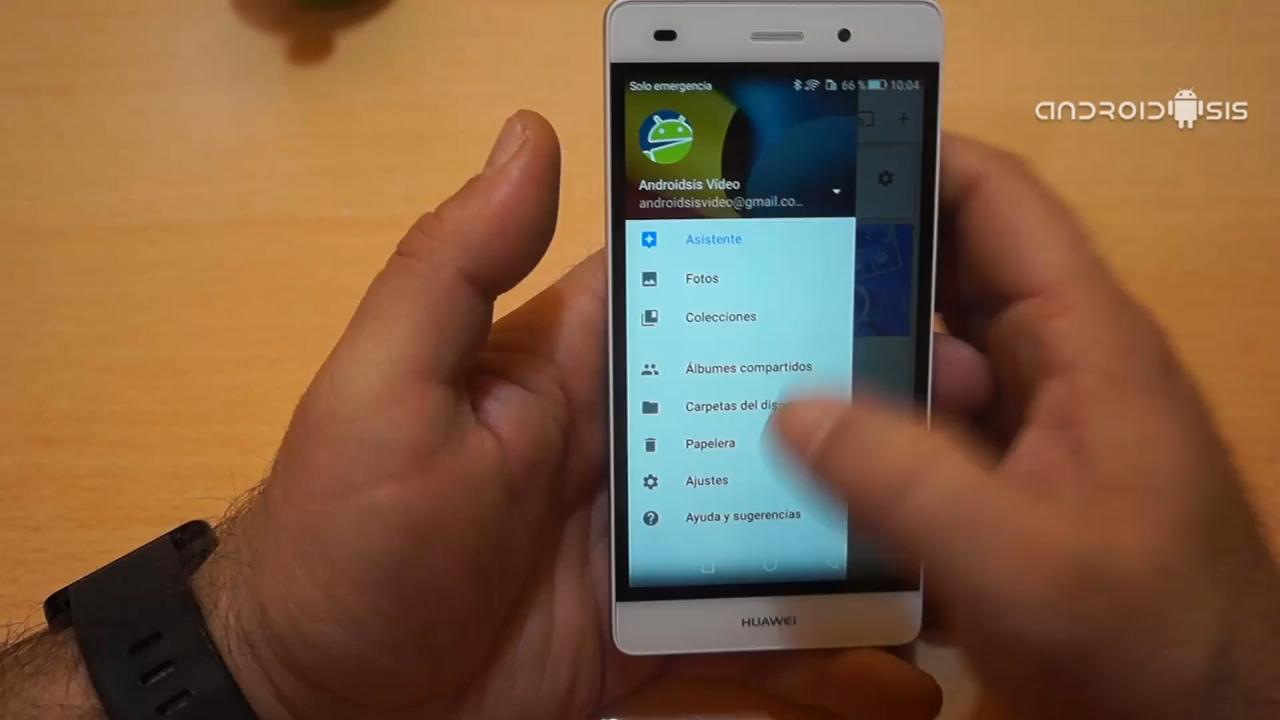 Solo emergencia 66 % 10:04
ANDROIDSIS
Androidsis Video
androidsisvideo@gmail.co...
Asistente
Fotos
Colecciones
Álbumes compartidos
Carpetas del
Papelera
Ajustes
Ayuda y sugerencias
HUAWEI